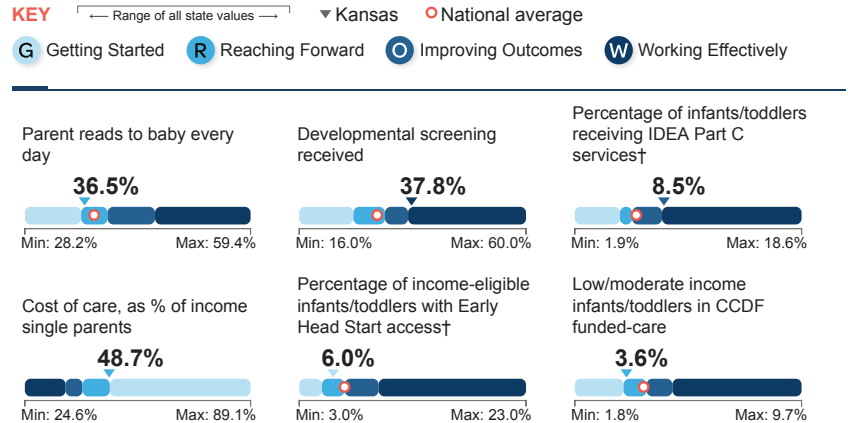 KEY
Range of all state values
Kansas
National average
G Getting Started
R Reaching Forward
O Improving Outcomes
W Working Effectively
Parent reads to baby every
day
36.5%
Min: 28.2% Max: 59.4%
Developmental screening
received
37.8%
Min: 16.0% Max: 60.0%
Percentage of infants/toddlers
receiving IDEA Part C
services†
8.5%
Min: 1.9% Max: 18.6%
Cost of care, as % of income
single parents
48.7%
Min: 24.6% Max: 89.1%
Percentage of income-eligible
infants/toddlers with Early
Head Start access†
6.0%
Min: 3.0% Max: 23.0%
Low/moderate income
infants/toddlers in CCDF
funded-care
3.6%
Min: 1.8% Max: 9.7%